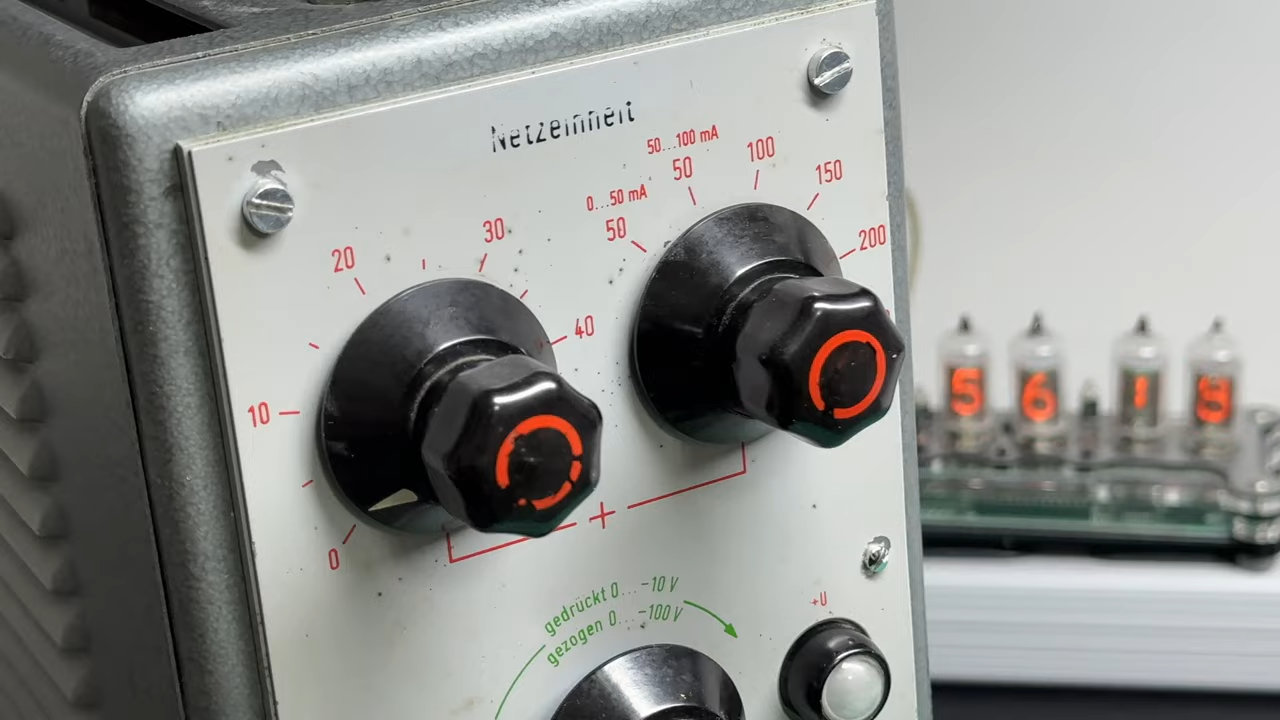 Netzeinheit
50...100 mA
0...50 mA
50 50 100 150 200
10 20 30 40
0
+
gedrückt 0... -10 V
gezogen 0... -100 V
+U
5 6 1 9